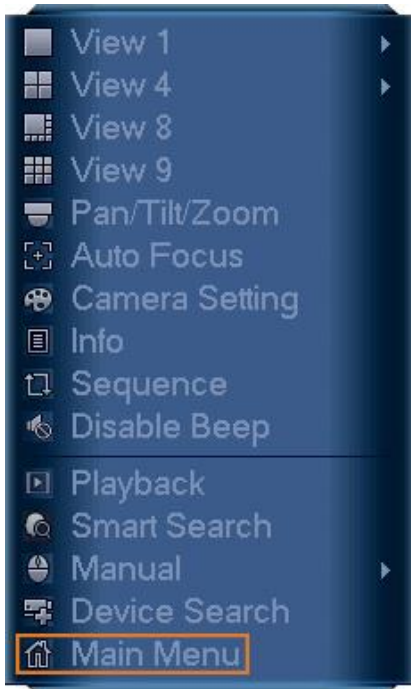 View 1
View 4
View 8
View 9
Pan/Tilt/Zoom
Auto Focus
Camera Setting
Info
Sequence
Disable Beep
Playback
Smart Search
Manual
Device Search
Main Menu